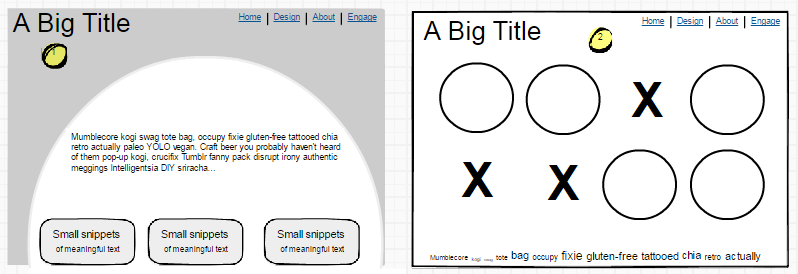 A Big Title
Home | Design | About | Engage
1
Mumblecore kogi swag tote bag, occupy fixie gluten-free tattooed chia
retro actually paleo YOLO vegan. Craft beer you probably haven't heard
of them pop-up kogi, crucifix Tumblr fanny pack disrupt irony authentic
meggings Intelligentsia DIY sriracha...
Small snippets
of meaningful text
Small snippets
of meaningful text
Small snippets
of meaningful text
A Big Title
Home | Design | About | Engage
2
X
X
X
Mumblecore kogi swag tote bag occupy fixie gluten-free tattooed chia retro actually